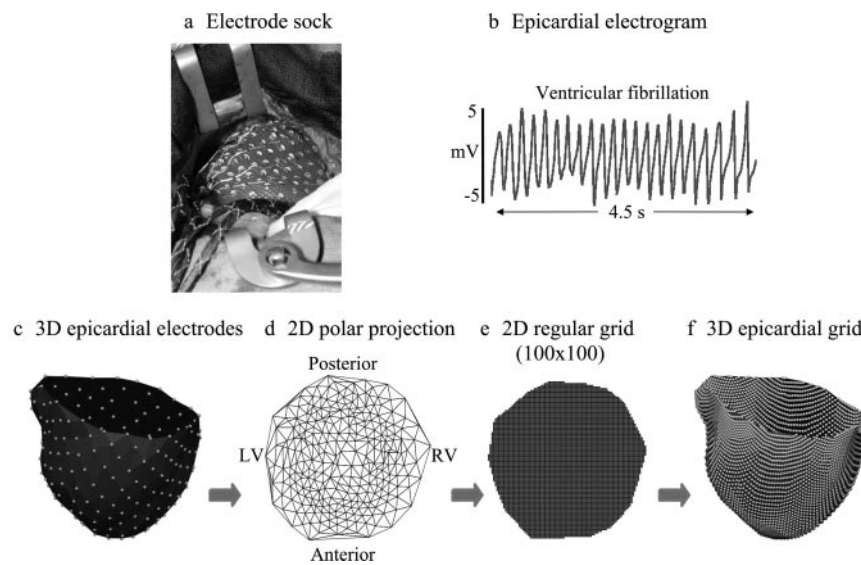 a Electrode sock
b Epicardial electrogram
Ventricular fibrillation
5
mV
-5
4.5 s
c 3D epicardial electrodes
d 2D polar projection
e 2D regular grid
(100x100)
f 3D epicardial grid
Posterior
LV
RV
Anterior